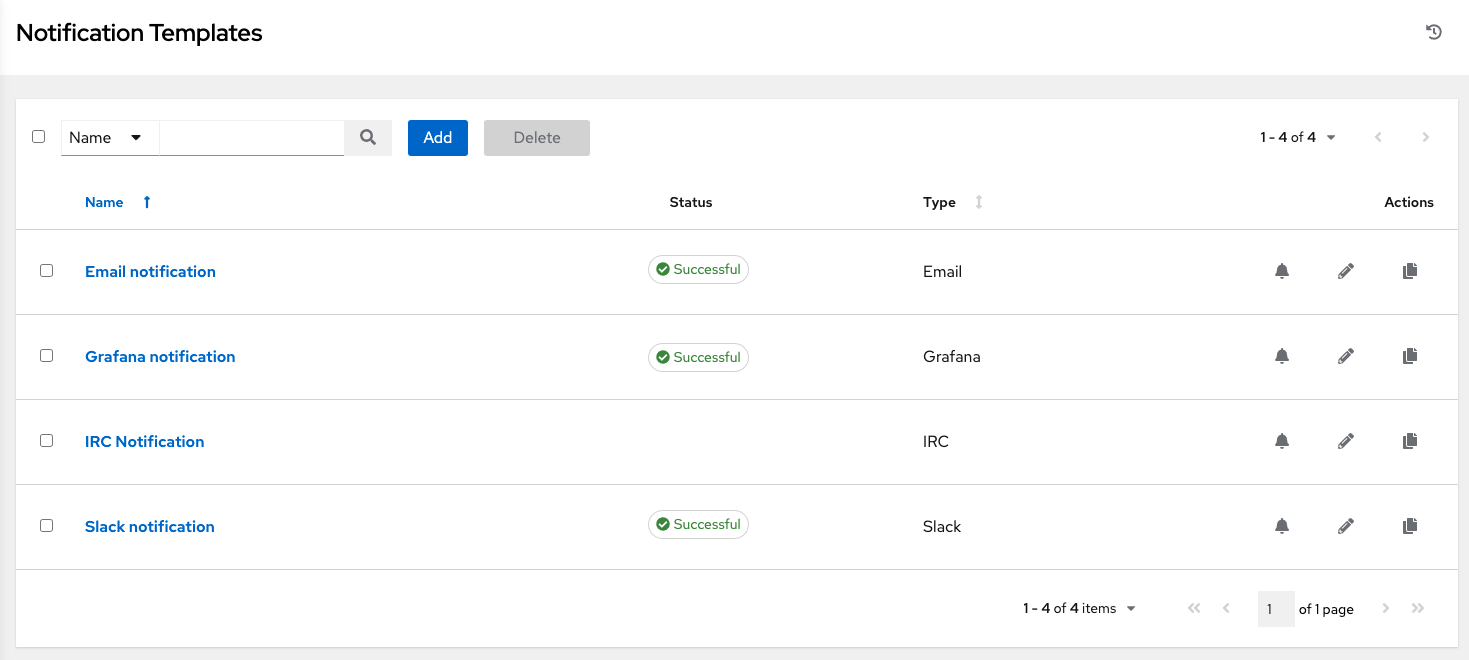 Notification Templates
Name Add Delete 1 - 4 of 4
Name Status Type Actions
Email notification Successful Email
Grafana notification Successful Grafana
IRC Notification IRC
Slack notification Successful Slack
1 - 4 of 4 items 1 of 1 page